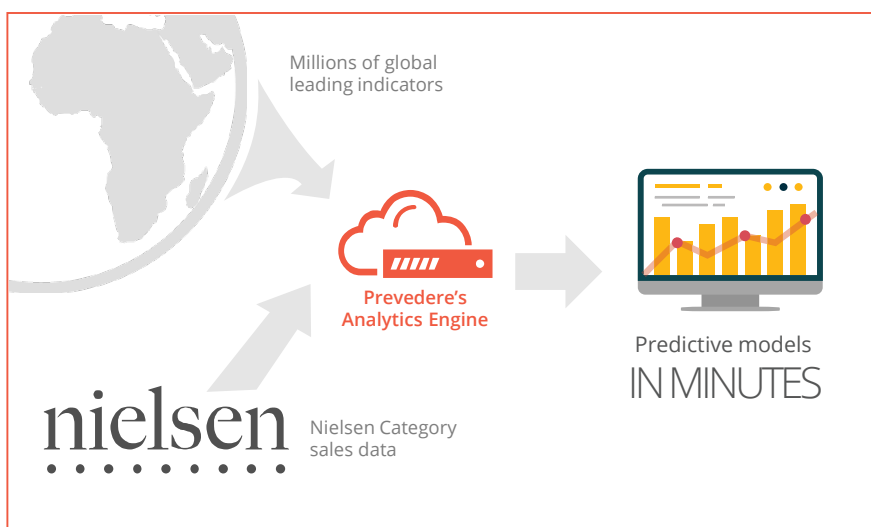 Millions of global
leading indicators
Prevedere's
Analytics Engine
Predictive models
IN MINUTES
nielsen
Nielsen Category
sales data